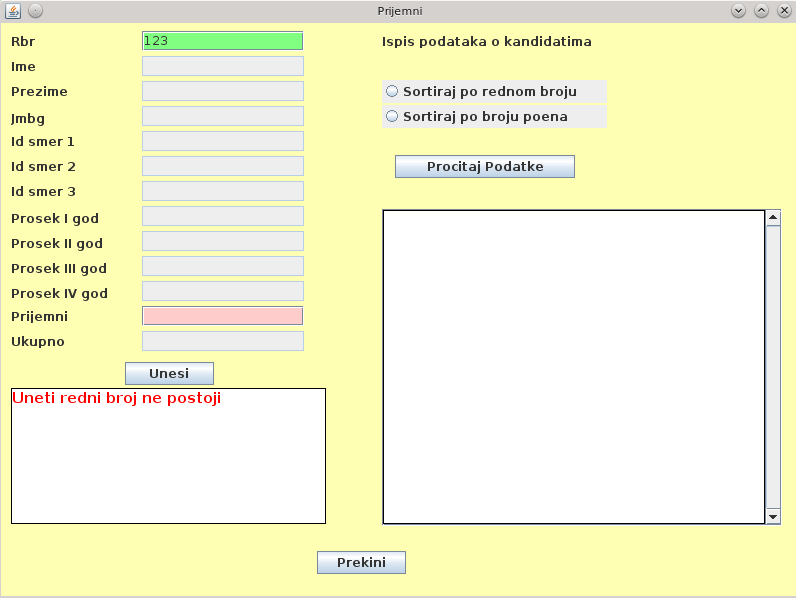 Prijemni
Rbr
123
Ime
Prezime
Jmbg
Id smer 1
Id smer 2
Id smer 3
Prosek I god
Prosek II god
Prosek III god
Prosek IV god
Prijemni
Ukupno
Unesi
Uneti redni broj ne postoji
Ispis podataka o kandidatima
Sortiraj po rednom broju
Sortiraj po broju poena
Procitaj Podatke
Prekini